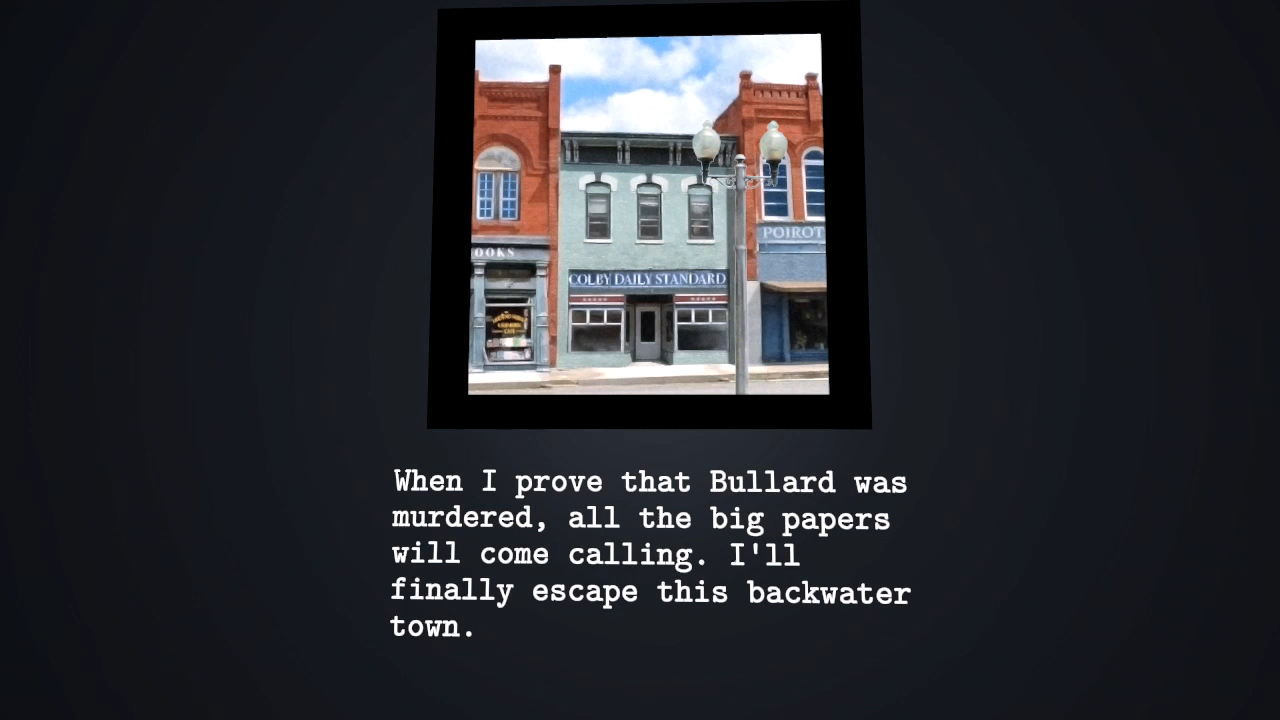 OOKS
COLBY DAILY STANDARD
POIROT
When I prove that Bullard was
murdered, all the big papers
will come calling. I'll
finally escape this backwater
town.